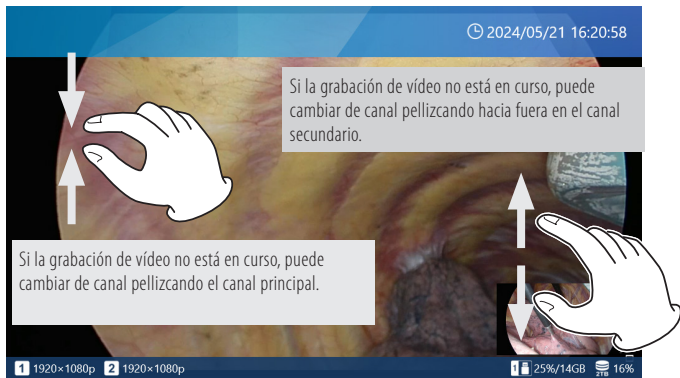 2024/05/21 16:20:58
Si la grabación de vídeo no está en curso, puede
cambiar de canal pellizcando hacia fuera en el canal
secundario.
Si la grabación de vídeo no está en curso, puede
cambiar de canal pellizcando el canal principal.
1 1920×1080p 2 1920×1080p 1 25%/14GB 2TB 16%